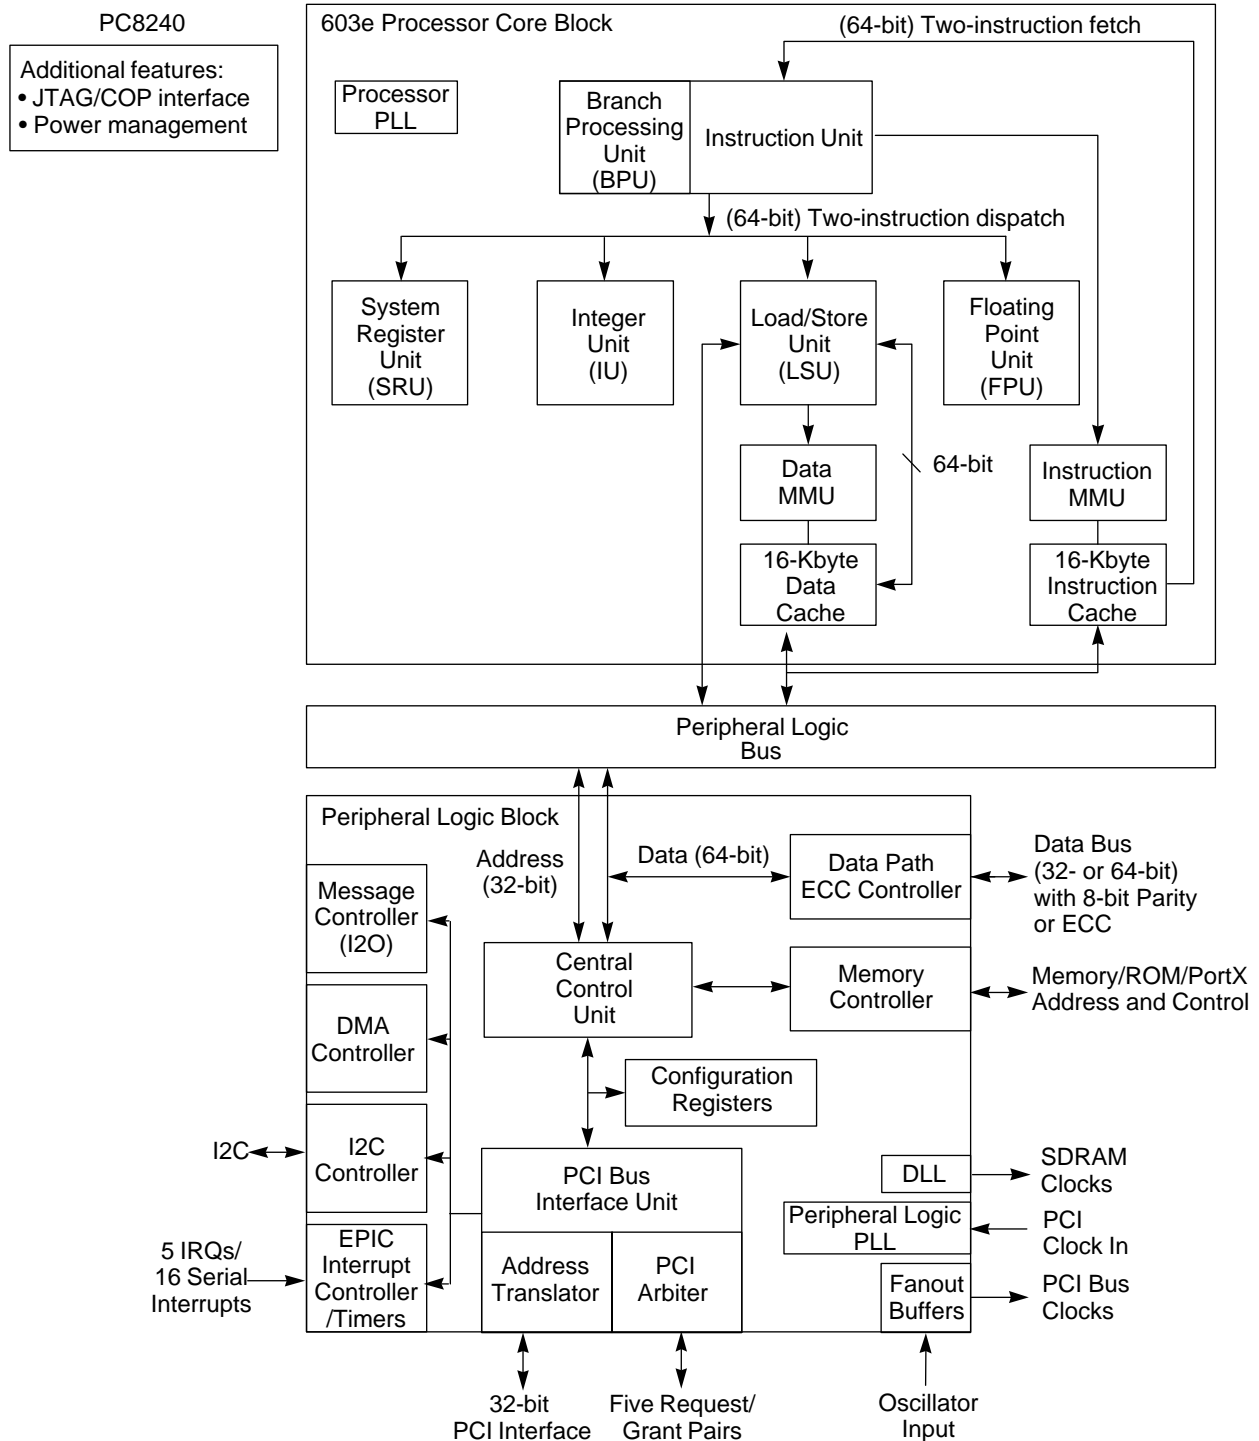 PC8240
Additional features:
• JTAG/COP interface
• Power management
603e Processor Core Block
(64-bit) Two-instruction fetch
Processor
PLL
Branch
Processing
Unit
(BPU)
Instruction Unit
(64-bit) Two-instruction dispatch
System
Register
Unit
(SRU)
Integer
Unit
(IU)
Load/Store
Unit
(LSU)
Floating
Point
Unit
(FPU)
Data
MMU
64-bit
Instruction
MMU
16-Kbyte
Data
Cache
16-Kbyte
Instruction
Cache
Peripheral Logic
Bus
Peripheral Logic Block
Address
(32-bit)
Data (64-bit)
Data Path
ECC Controller
Data Bus
(32- or 64-bit)
with 8-bit Parity
or ECC
Message
Controller
(I2O)
Central
Control
Unit
Memory
Controller
Memory/ROM/PortX
Address and Control
DMA
Controller
Configuration
Registers
I2C
I2C
Controller
PCI Bus
Interface Unit
DLL
SDRAM
Clocks
Peripheral Logic
PLL
PCI
Clock In
5 IRQs/
16 Serial
Interrupts
EPIC
Interrupt
Controller
/Timers
Address
Translator
PCI
Arbiter
Fanout
Buffers
PCI Bus
Clocks
32-bit
PCI Interface
Five Request/
Grant Pairs
Oscillator
Input